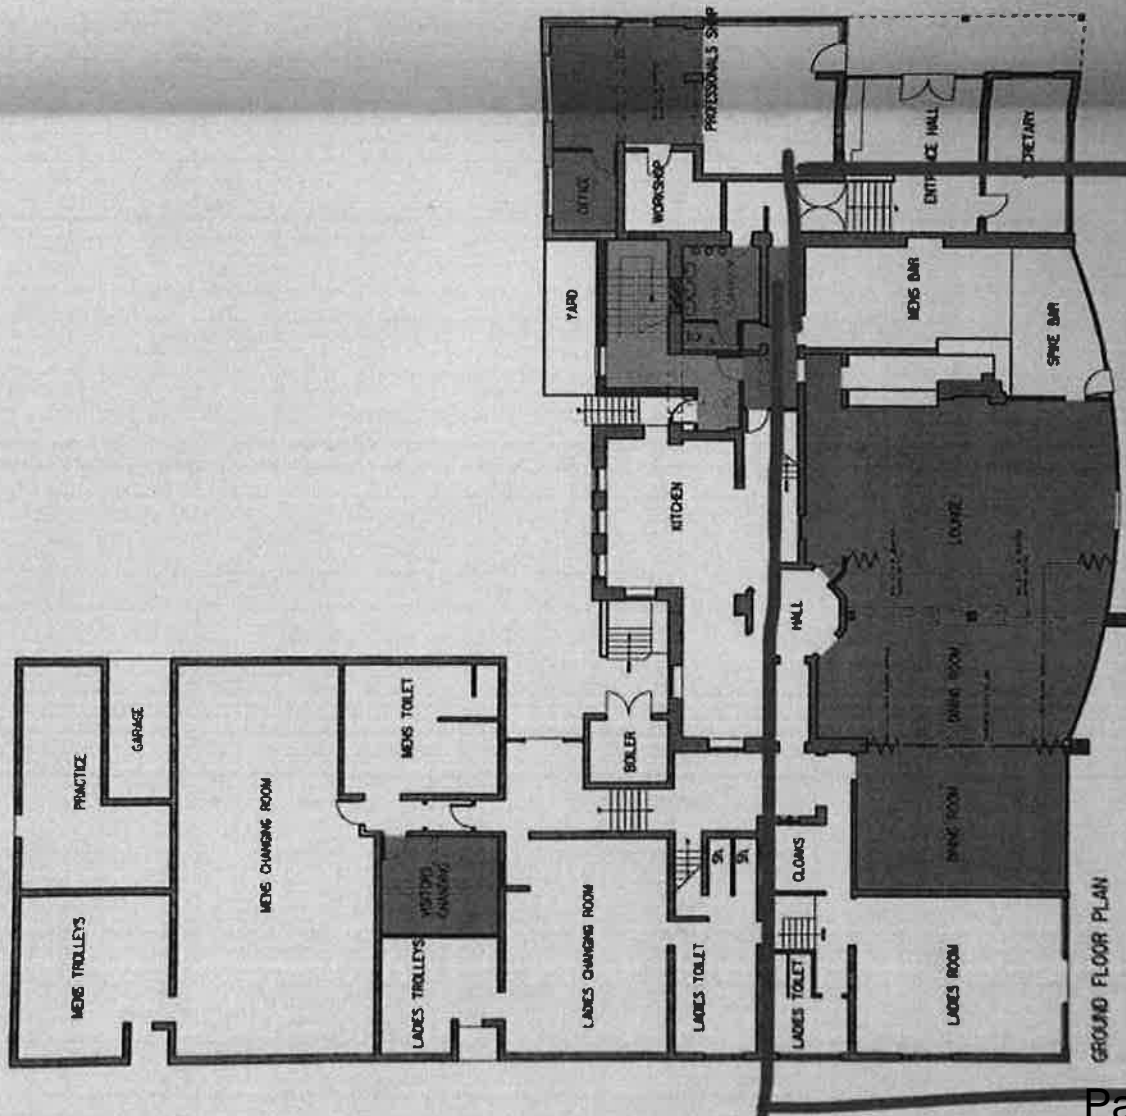 PROFESSIONALS SHOP
OFFICE
WORKSHOP
ENTRANCE HALL
SECRETARY
YARD
MENS BAR
SPIKE BAR
KITCHEN
LOUNGE
HALL
DINING ROOM
DINING ROOM
BOILER
MENS TOILET
GARAGE
PRACTICE
MENS CHANGING ROOM
VISITORS
CHANGING
CLOAKS
MENS TROLLEYS
LADIES TROLLEYS
LADIES CHANGING ROOM
LADIES TOILET
LADIES TOILET
LADIES ROOM
GROUND FLOOR PLAN
Pa